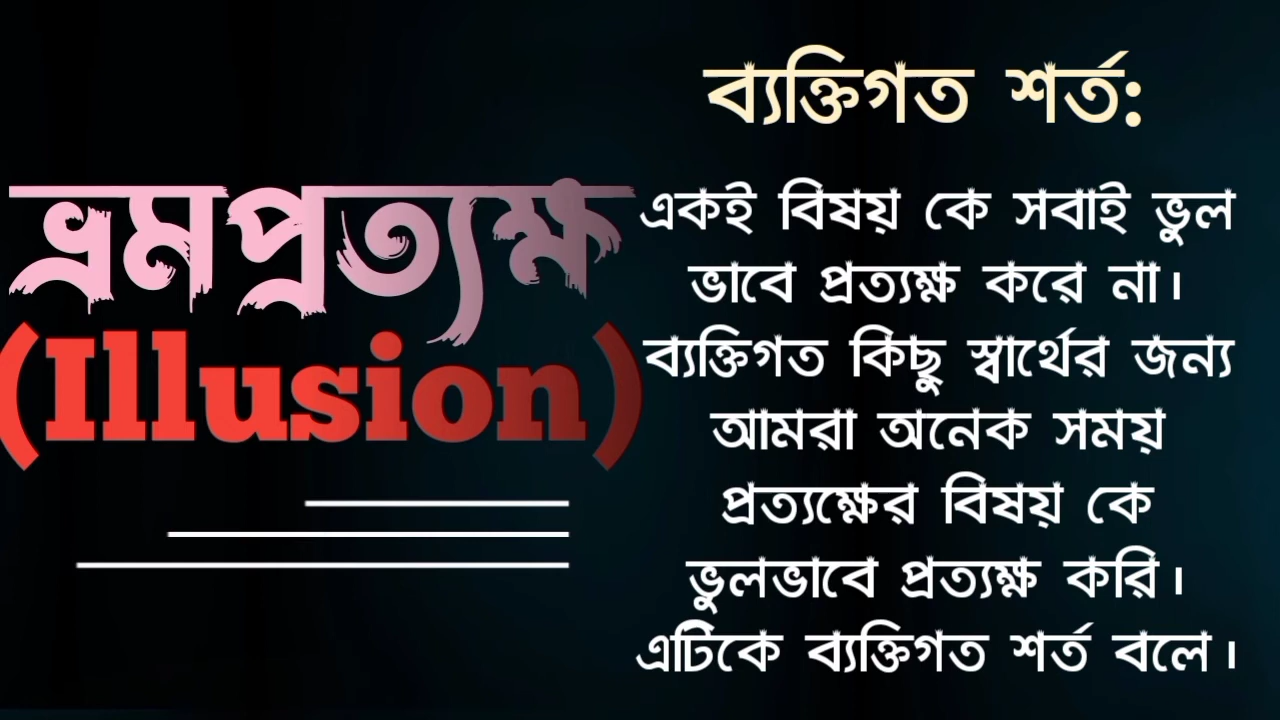 ভ্রমপ্রত্যক্ষ
(Illusion)
ব্যক্তিগত শর্ত:
একই বিষয় কে সবাই ভুল
ভাবে প্রত্যক্ষ করে না।
ব্যক্তিগত কিছু স্বার্থের জন্য
আমরা অনেক সময়
প্রত্যক্ষের বিষয় কে
ভুলভাবে প্রত্যক্ষ করি।
এটিকে ব্যক্তিগত শর্ত বলে।